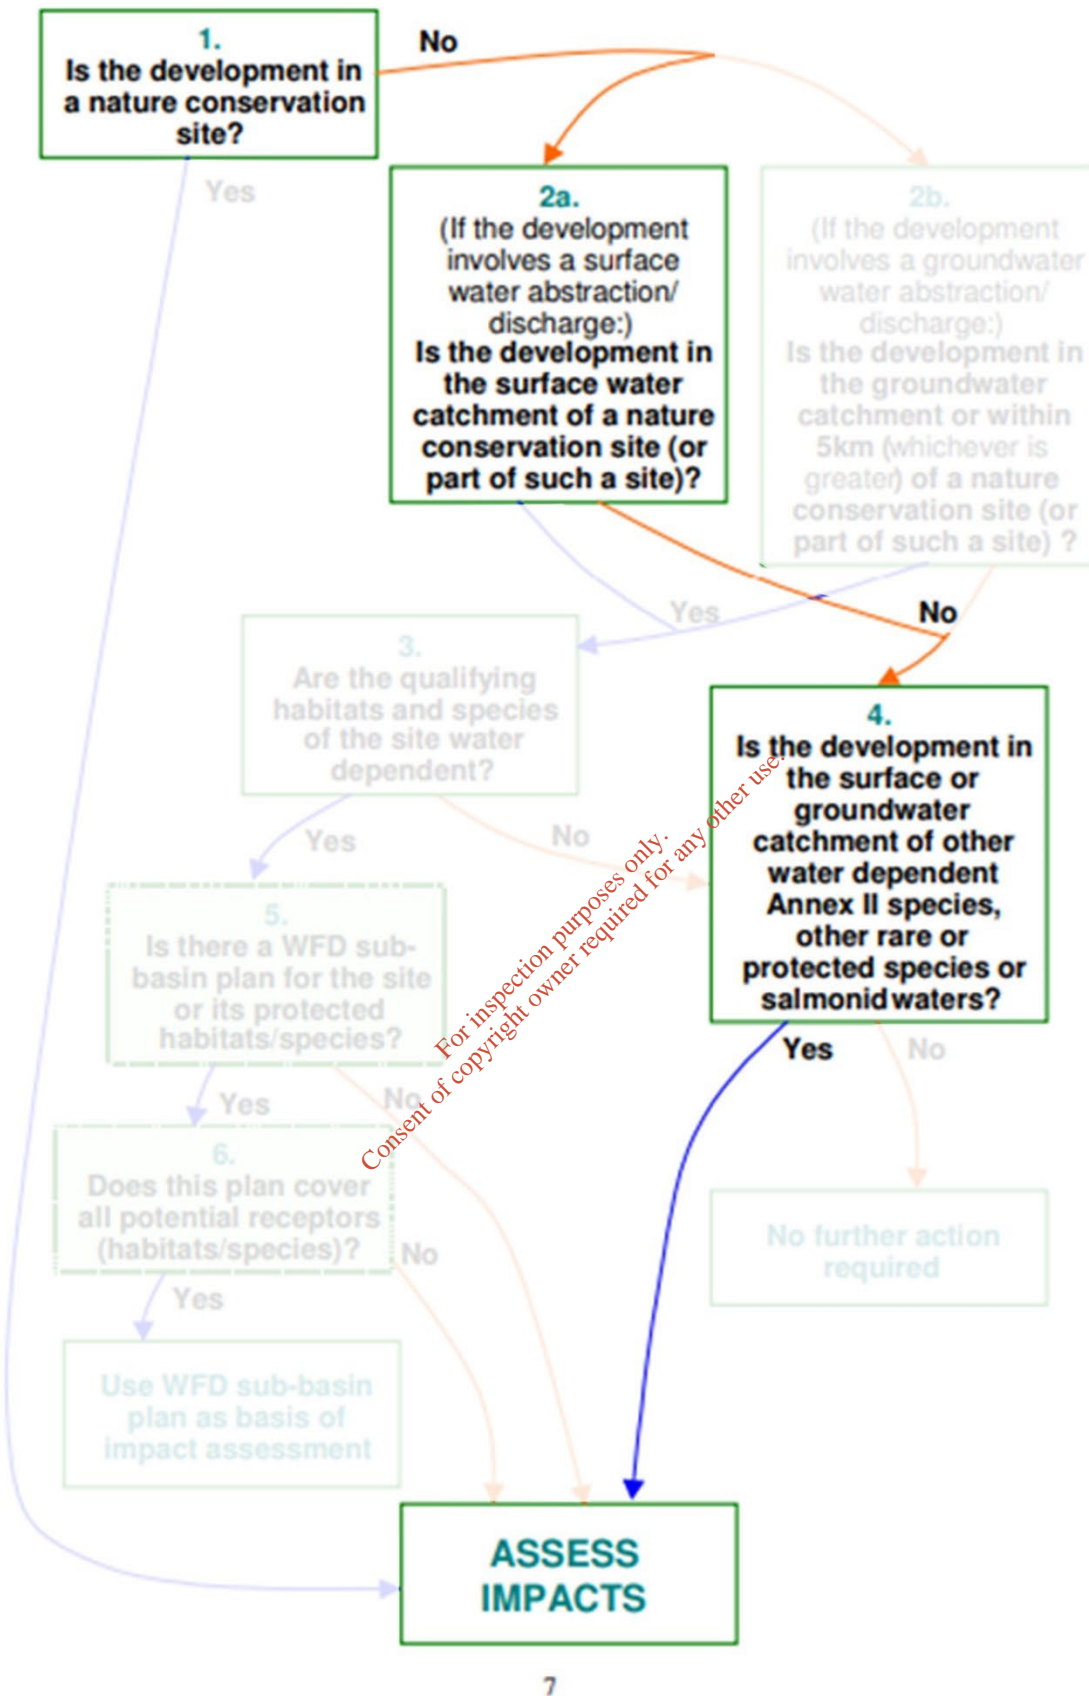 1.
Is the development in
a nature conservation
site?
No
Yes
2a.
(If the development
involves a surface
water abstraction/
discharge:)
Is the development in
the surface water
catchment of a nature
conservation site (or
part of such a site)?
2b.
(If the development
involves a groundwater
water abstraction/
discharge:)
Is the development in
the groundwater
catchment or within
5km (whichever is
greater) of a nature
conservation site (or
part of such a site) ?
Yes
No
3.
Are the qualifying
habitats and species
of the site water
dependent?
Yes
No
4.
Is the development in
the surface or
groundwater
catchment of other
water dependent
Annex II species,
other rare or
protected species or
salmonid waters?
Yes
No
5.
Is there a WFD sub-
basin plan for the site
or its protected
habitats/species?
Yes
No
6.
Does this plan cover
all potential receptors
(habitats/species)?
No
Yes
No further action
required
Use WFD sub-basin
plan as basis of
impact assessment
ASSESS
IMPACTS
For inspection purposes only.
Consent of copyright owner required for any other use.
7